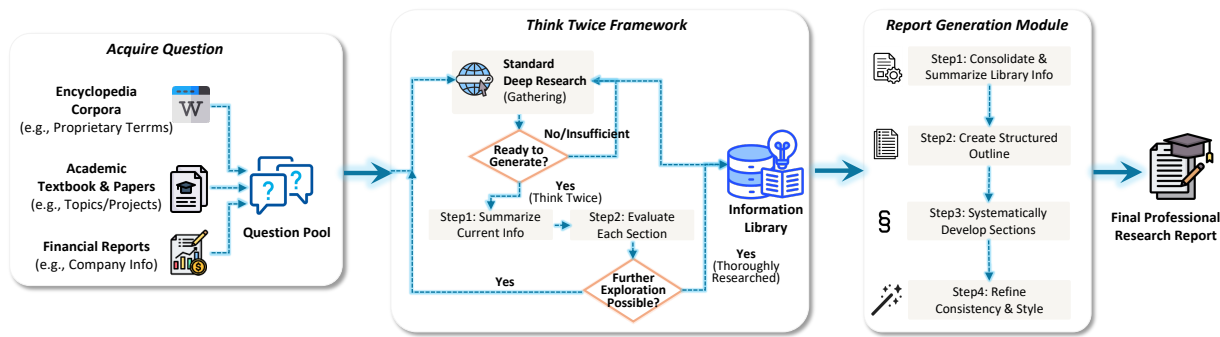 Acquire Question
Encyclopedia
Corpora
(e.g., Proprietary Terrms)
W
Academic
Textbook & Papers
(e.g., Topics/Projects)
Financial Reports
(e.g., Company Info)
$
? ?
Question Pool
Think Twice Framework
Standard
Deep Research
(Gathering)
No/Insufficient
Ready to
Generate?
Yes
(Think Twice)
Step1: Summarize
Current Info
Step2: Evaluate
Each Section
Further
Exploration
Possible?
Yes
Yes
(Thoroughly
Researched)
Information
Library
Report Generation Module
Step1: Consolidate &
Summarize Library Info
Step2: Create Structured
Outline
§
Step3: Systematically
Develop Sections
Step4: Refine
Consistency & Style
Final Professional
Research Report